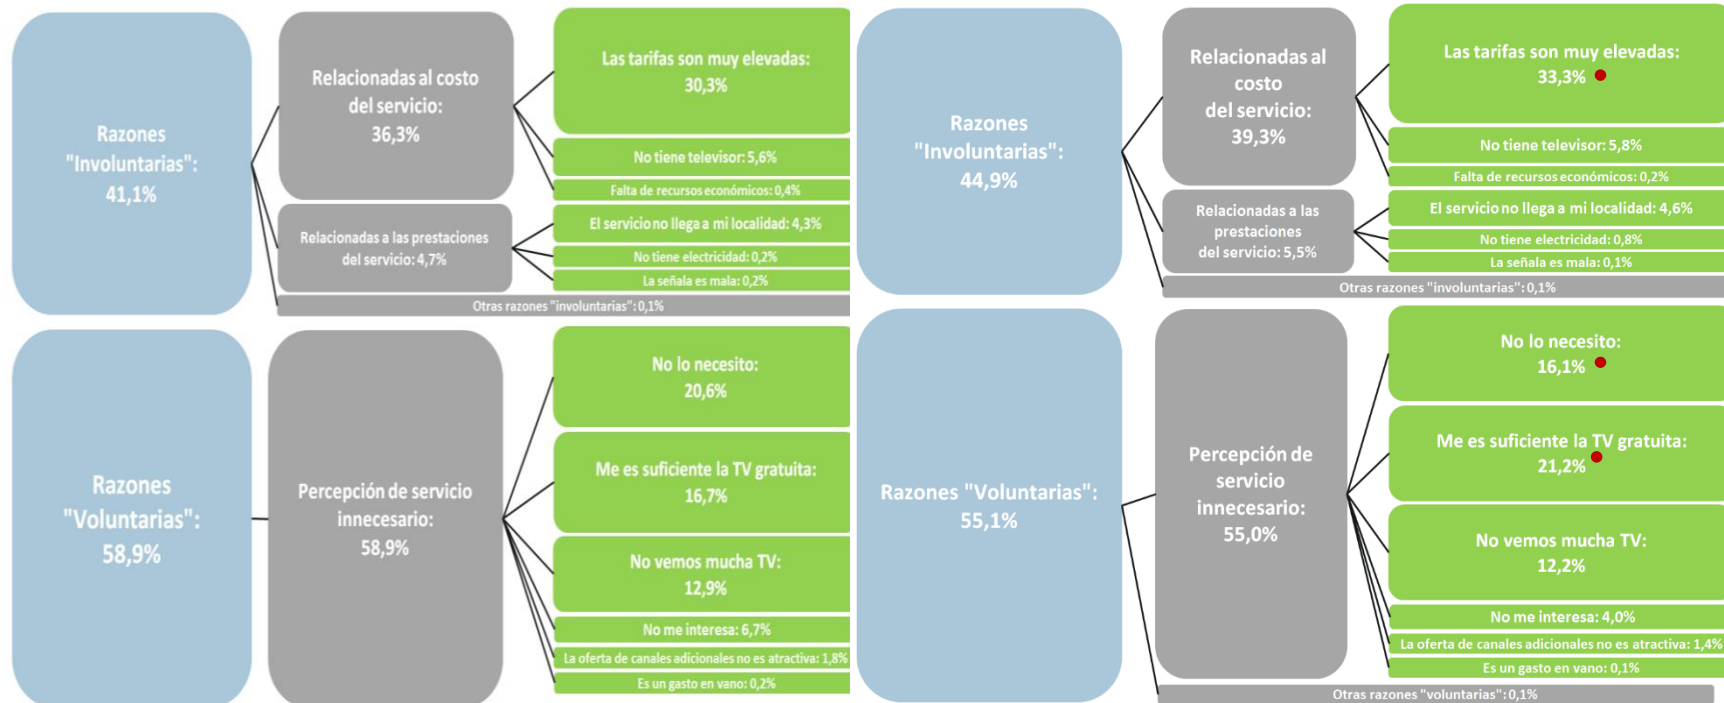 Razones
"Involuntarias":
41,1%
Relacionadas al costo
del servicio:
36,3%
Las tarifas son muy elevadas:
30,3%
No tiene televisor: 5,6%
Falta de recursos económicos: 0,4%
Relacionadas a las prestaciones
del servicio: 4,7%
El servicio no llega a mi localidad: 4,3%
No tiene electricidad: 0,2%
La señala es mala: 0,2%
Otras razones "involuntarias": 0,1%
Razones
"Voluntarias":
58,9%
Percepción de servicio
innecesario:
58,9%
No lo necesito:
20,6%
Me es suficiente la TV gratuita:
16,7%
No vemos mucha TV:
12,9%
No me interesa: 6,7%
La oferta de canales adicionales no es atractiva: 1,8%
Es un gasto en vano: 0,2%
Razones
"Involuntarias":
44,9%
Relacionadas al
costo
del servicio:
39,3%
Las tarifas son muy elevadas:
33,3%
No tiene televisor: 5,8%
Falta de recursos económicos: 0,2%
Relacionadas a las
prestaciones
del servicio: 5,5%
El servicio no llega a mi localidad: 4,6%
No tiene electricidad: 0,8%
La señala es mala: 0,1%
Otras razones "involuntarias": 0,1%
Razones "Voluntarias":
55,1%
Percepción de
servicio
innecesario:
55,0%
No lo necesito:
16,1%
Me es suficiente la TV gratuita:
21,2%
No vemos mucha TV:
12,2%
No me interesa: 4,0%
La oferta de canales adicionales no es atractiva: 1,4%
Es un gasto en vano: 0,1%
Otras razones "voluntarias": 0,1%